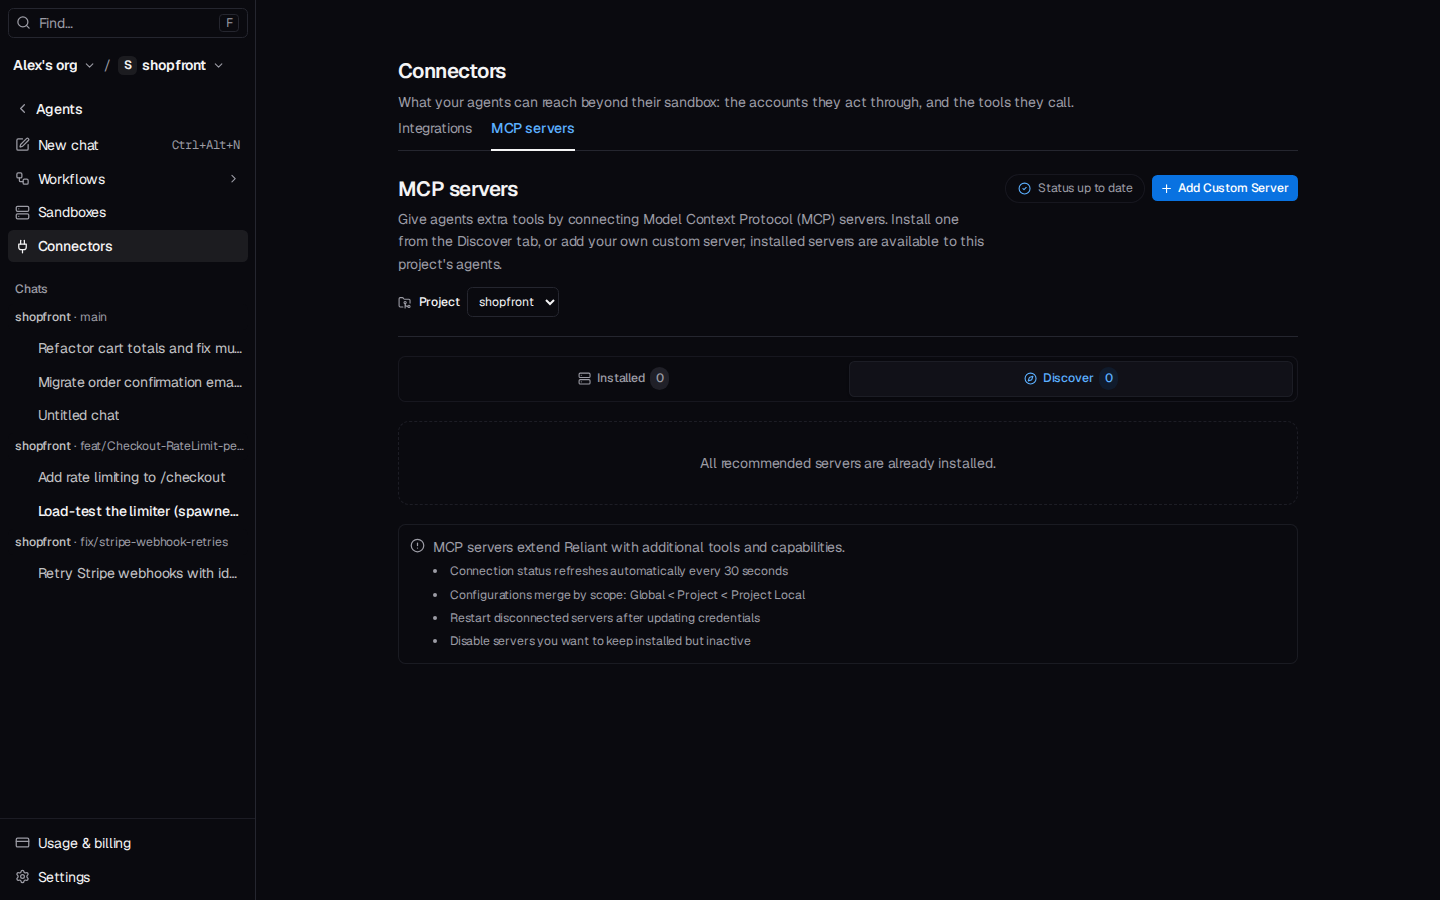 Find...
F
Alex's org / S shopfront
Agents
New chat Ctrl+Alt+N
Workflows
Sandboxes
Connectors
Chats
shopfront · main
Refactor cart totals and fix mu...
Migrate order confirmation ema...
Untitled chat
shopfront · feat/Checkout-RateLimit-pe...
Add rate limiting to /checkout
Load-test the limiter (spawne...
shopfront · fix/stripe-webhook-retries
Retry Stripe webhooks with id...
Usage & billing
Settings
Connectors
What your agents can reach beyond their sandbox: the accounts they act through, and the tools they call.
Integrations MCP servers
MCP servers
Status up to date
Add Custom Server
Give agents extra tools by connecting Model Context Protocol (MCP) servers. Install one
from the Discover tab, or add your own custom server; installed servers are available to this
project's agents.
Project shopfront
Installed 0
Discover 0
All recommended servers are already installed.
MCP servers extend Reliant with additional tools and capabilities.
• Connection status refreshes automatically every 30 seconds
• Configurations merge by scope: Global < Project < Project Local
• Restart disconnected servers after updating credentials
• Disable servers you want to keep installed but inactive